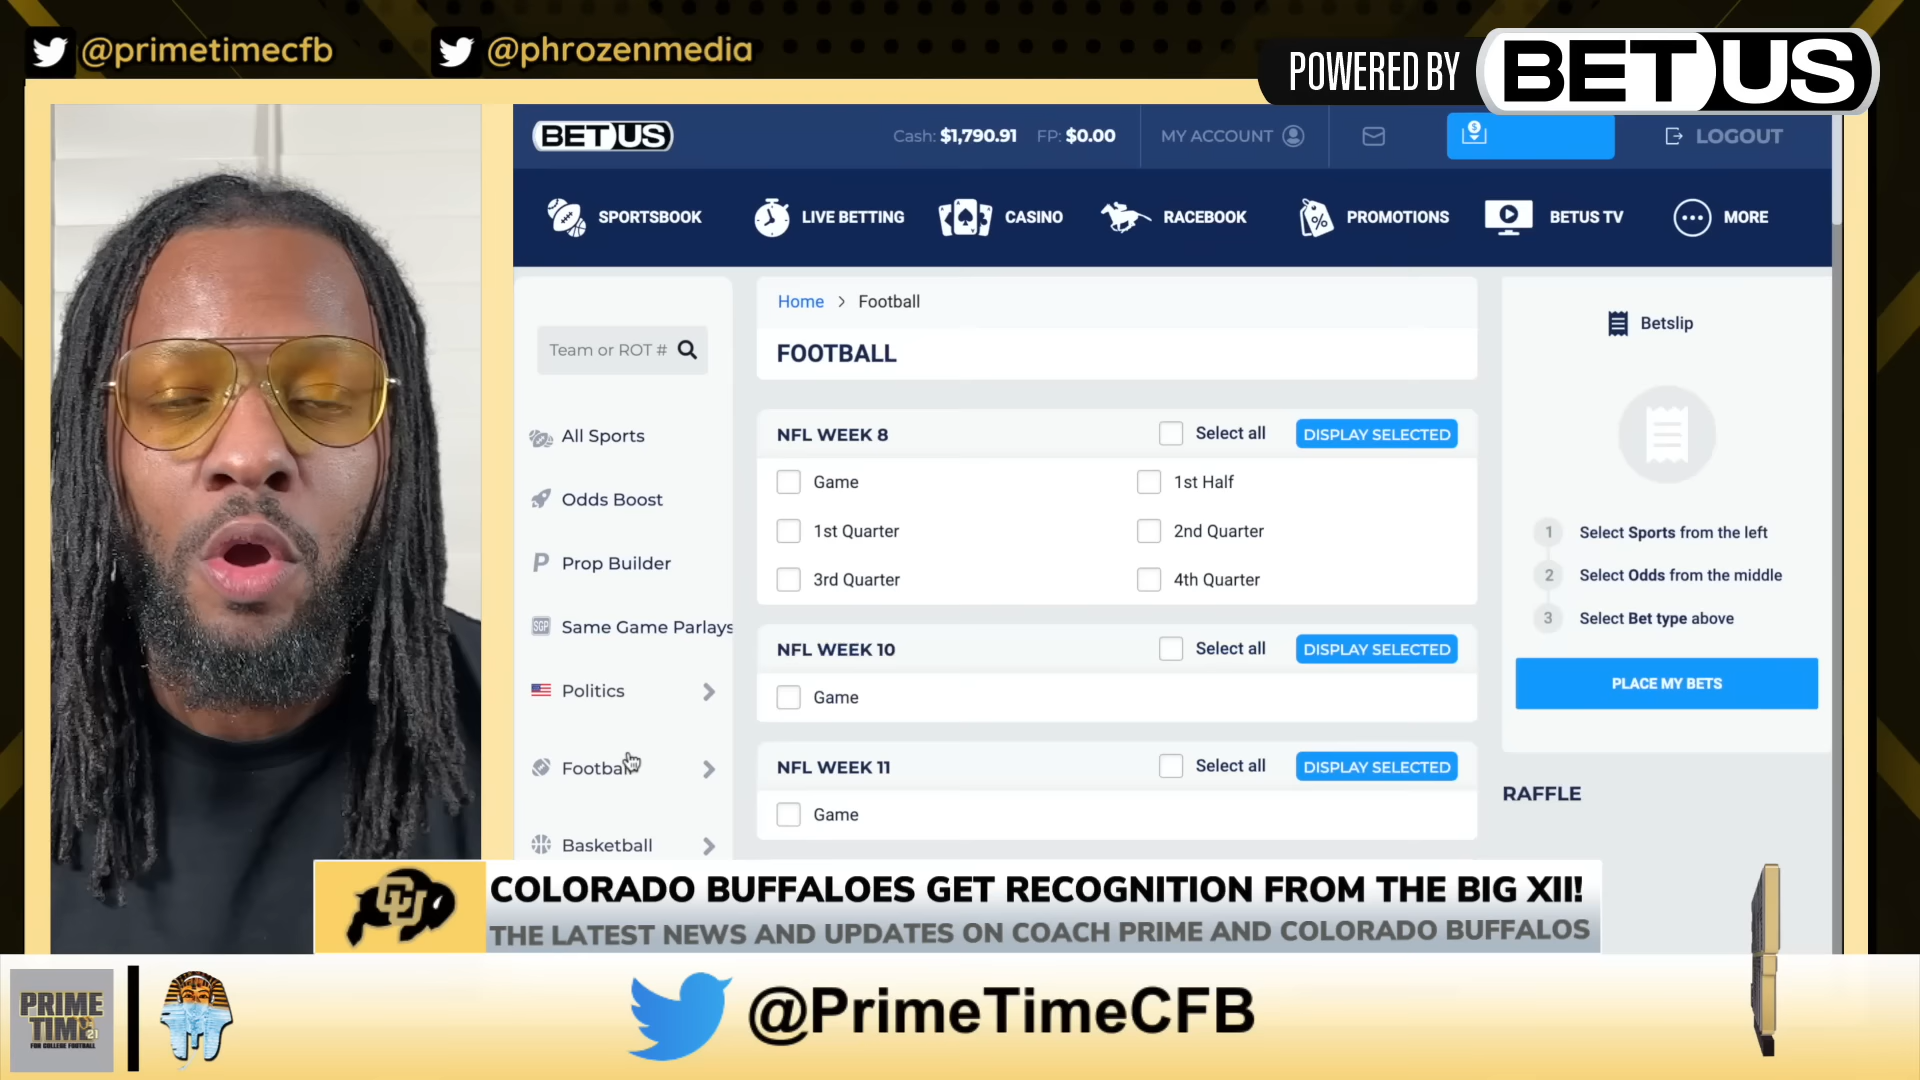 @primetimecfb
@phrozenmedia
POWERED BY BETUS
BETUS
Cash: $1,790.91 FP: $0.00
MY ACCOUNT
LOGOUT
SPORTSBOOK
LIVE BETTING
CASINO
RACEBOOK
PROMOTIONS
BETUS TV
MORE
Team or ROT #
All Sports
Odds Boost
P Prop Builder
SGP Same Game Parlays
Politics
Football
Basketball
Home > Football
FOOTBALL
NFL WEEK 8 Select all DISPLAY SELECTED
Game 1st Half
1st Quarter 2nd Quarter
3rd Quarter 4th Quarter
NFL WEEK 10 Select all DISPLAY SELECTED
Game
NFL WEEK 11 Select all DISPLAY SELECTED
Game
Betslip
1 Select Sports from the left
2 Select Odds from the middle
3 Select Bet type above
PLACE MY BETS
RAFFLE
CU
COLORADO BUFFALOES GET RECOGNITION FROM THE BIG XII!
THE LATEST NEWS AND UPDATES ON COACH PRIME AND COLORADO BUFFALOS
PRIME
TIME 21
FOR COLLEGE FOOTBALL
@PrimeTimeCFB